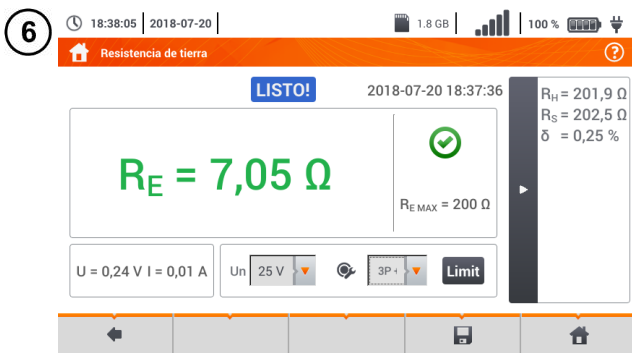 6
18:38:05 2018-07-20 1.8 GB 100 %
Resistencia de tierra ?
LISTO! 2018-07-20 18:37:36
RE = 7,05 Ω
RE MAX = 200 Ω
RH = 201,9 Ω
RS = 202,5 Ω
δ = 0,25 %
U = 0,24 V I = 0,01 A
Un 25 V 3P Limit